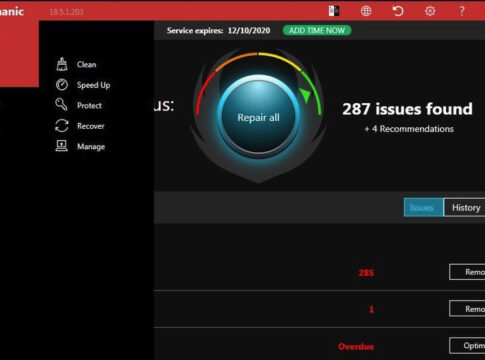 anic 18.5.1.203
?
Service expires: 12/10/2020 ADD TIME NOW
Clean
Speed Up
Protect
Recover
Manage
us:
Repair all
287 issues found
+ 4 Recommendations
Issues History
285 Remo
1 Remo
Overdue Optim